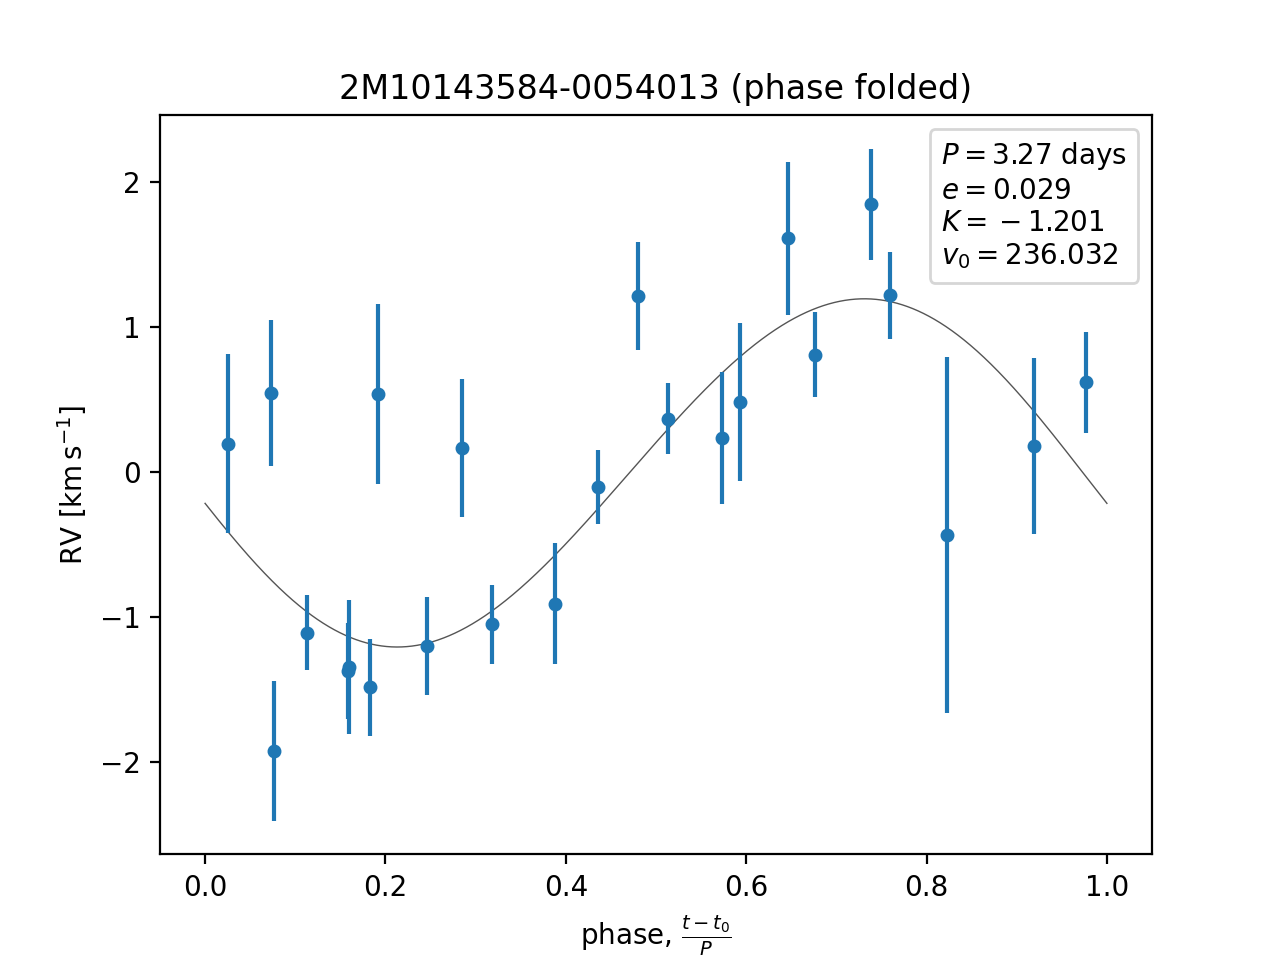 2M10143584-0054013 (phase folded)
P = 3.27 days
e = 0.029
K = −1.201
v₀ = 236.032
RV [km s⁻¹]
2
1
0
−1
−2
0.0 0.2 0.4 0.6 0.8 1.0
phase, (t − t₀)/P